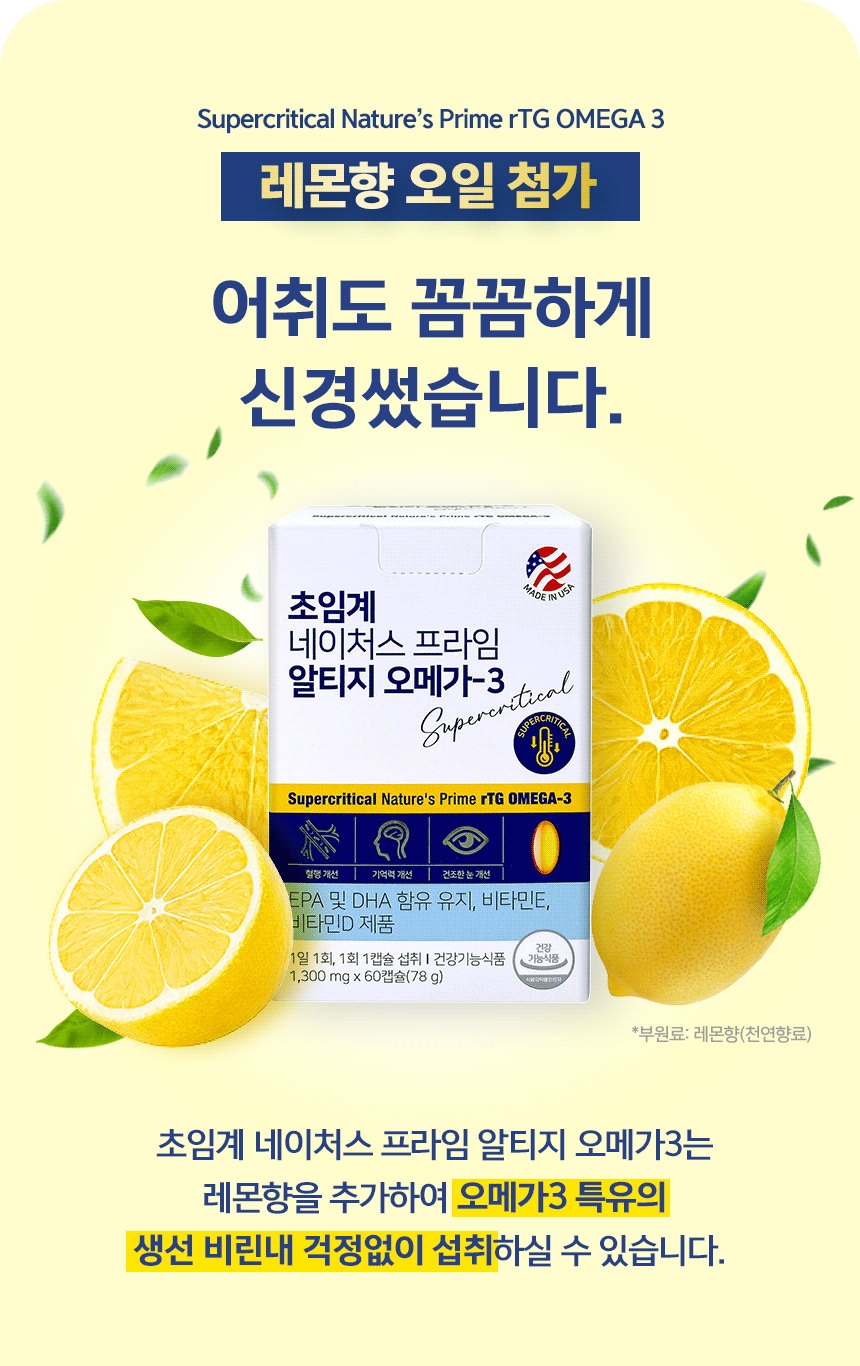 Supercritical Nature’s Prime rTG OMEGA 3
레몬향 오일 첨가
어취도 꼼꼼하게
신경썼습니다.
Supercritical Nature's Prime rTG OMEGA-3
MADE IN USA
초임계
네이처스 프라임
알티지 오메가-3
Supercritical
SUPERCRITICAL
Supercritical Nature's Prime rTG OMEGA-3
혈행 개선 기억력 개선 건조한 눈 개선
EPA 및 DHA 함유 유지, 비타민E,
비타민D 제품
1일 1회, 1회 1캡슐 섭취 I 건강기능식품
1,300 mg x 60캡슐(78 g)
건강
기능식품
*부원료: 레몬향(천연향료)
초임계 네이처스 프라임 알티지 오메가3는
레몬향을 추가하여 오메가3 특유의
생선 비린내 걱정없이 섭취하실 수 있습니다.